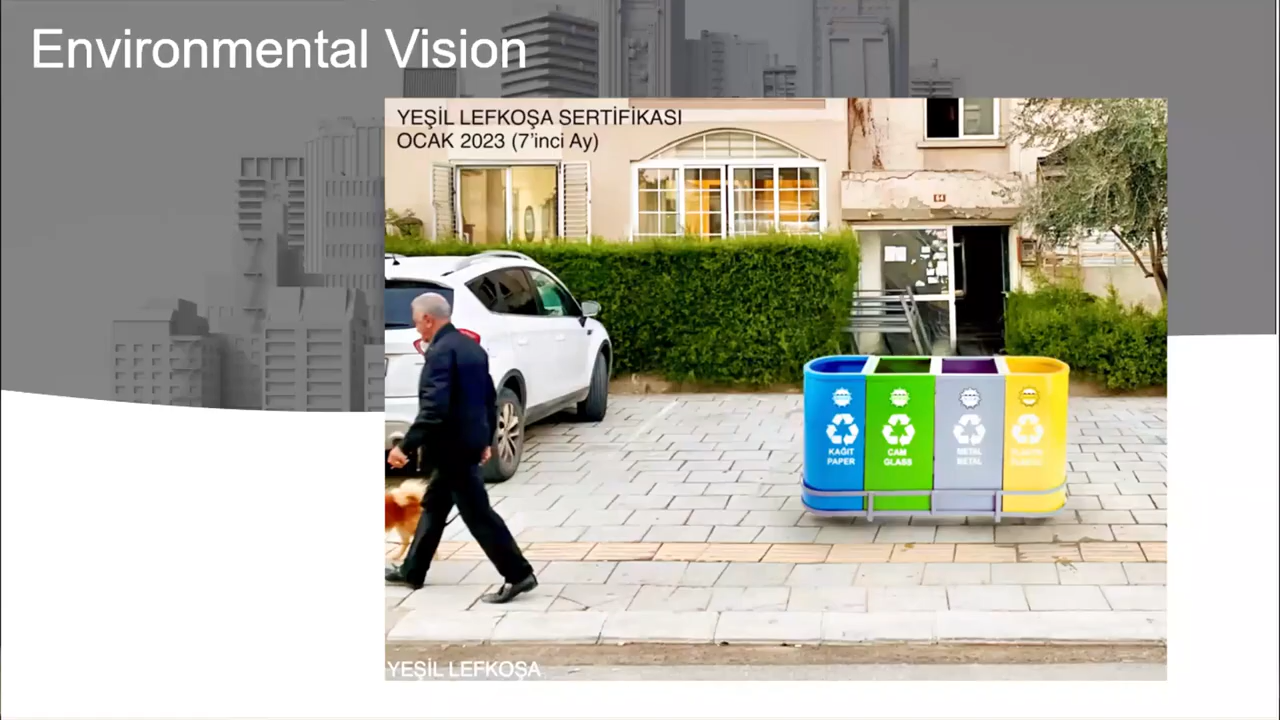 Environmental Vision
YEŞİL LEFKOŞA SERTİFİKASI
OCAK 2023 (7'inci Ay)
64
KAĞIT
PAPER
CAM
GLASS
METAL
METAL
YEŞİL LEFKOŞA